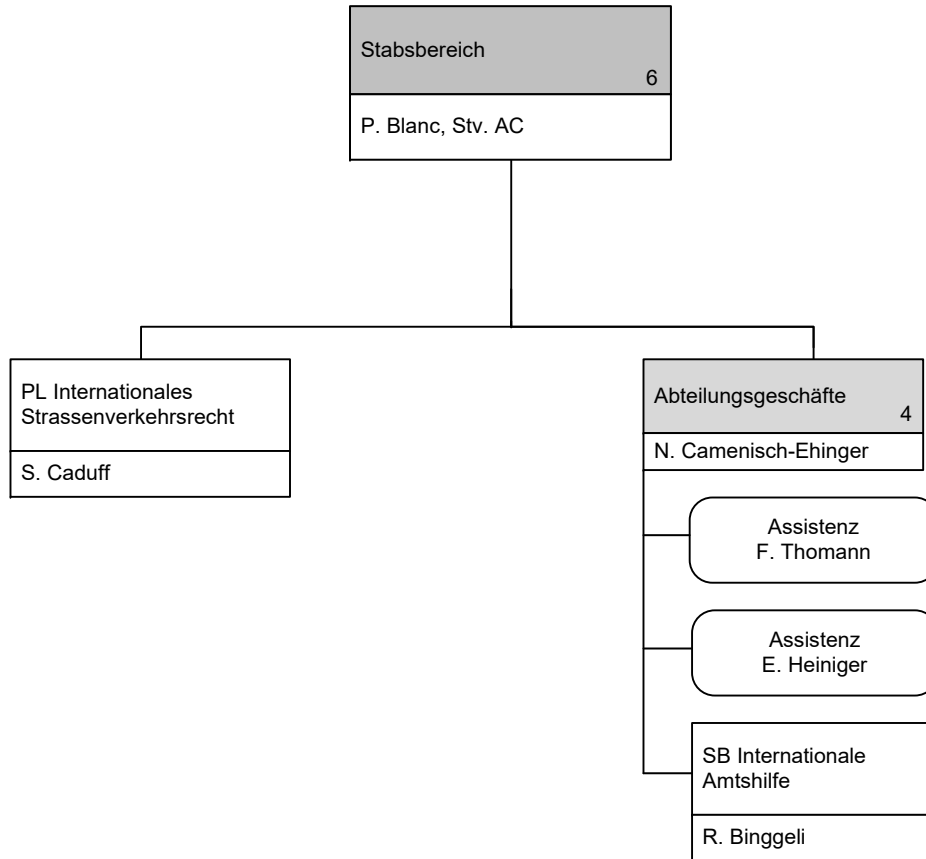 Stabsbereich
6
P. Blanc, Stv. AC
PL Internationales
Strassenverkehrsrecht
S. Caduff
Abteilungsgeschäfte
4
N. Camenisch-Ehinger
Assistenz
F. Thomann
Assistenz
E. Heiniger
SB Internationale
Amtshilfe
R. Binggeli